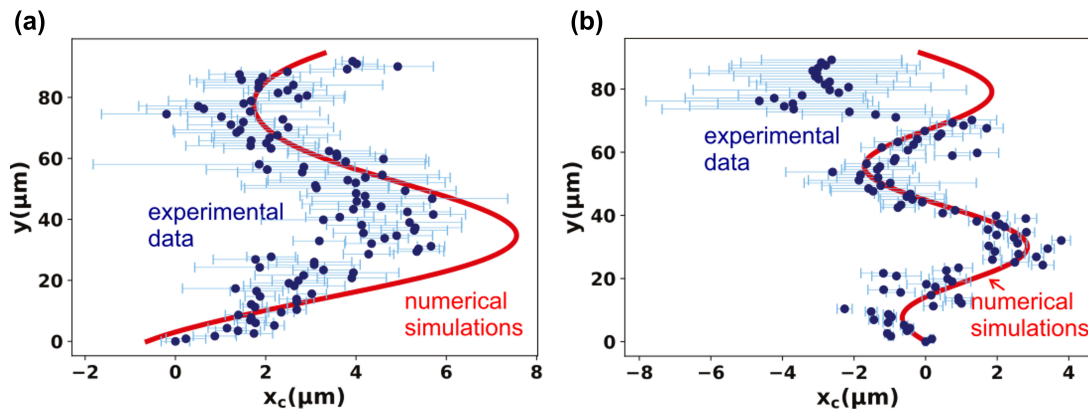 (a)
80
60
40
20
0
y(μm)
experimental
data
numerical
simulations
−2
0
2
4
6
8
x_c(μm)
(b)
80
60
40
20
0
y(μm)
experimental
data
numerical
simulations
−8
−6
−4
−2
0
2
4
x_c(μm)